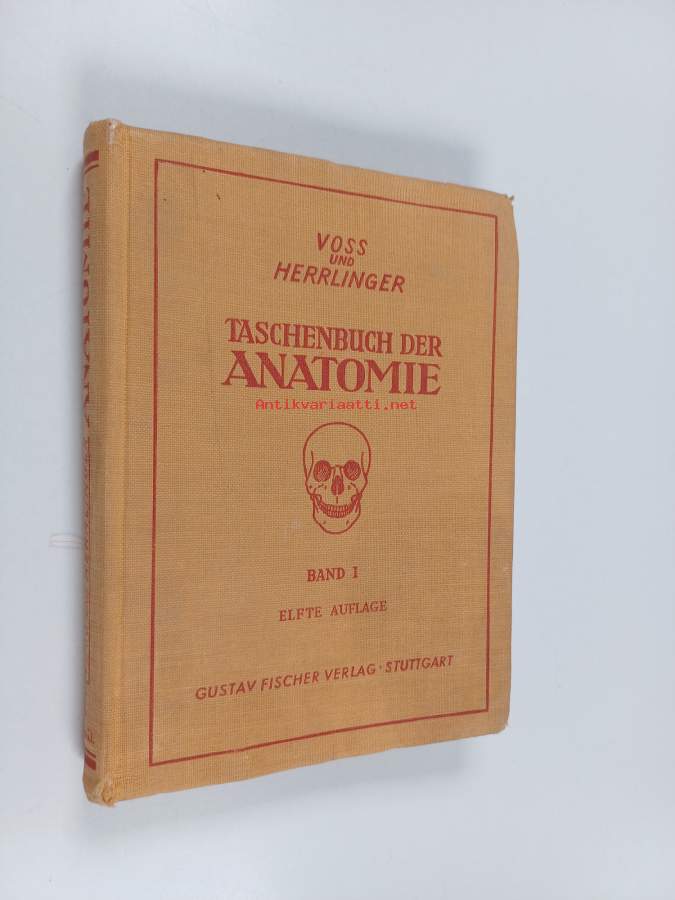 VOSS
UND
HERRLINGER
TASCHENBUCH DER
ANATOMIE
Antikvariaatti.net
BAND I
ELFTE AUFLAGE
GUSTAV FISCHER VERLAG · STUTTGART